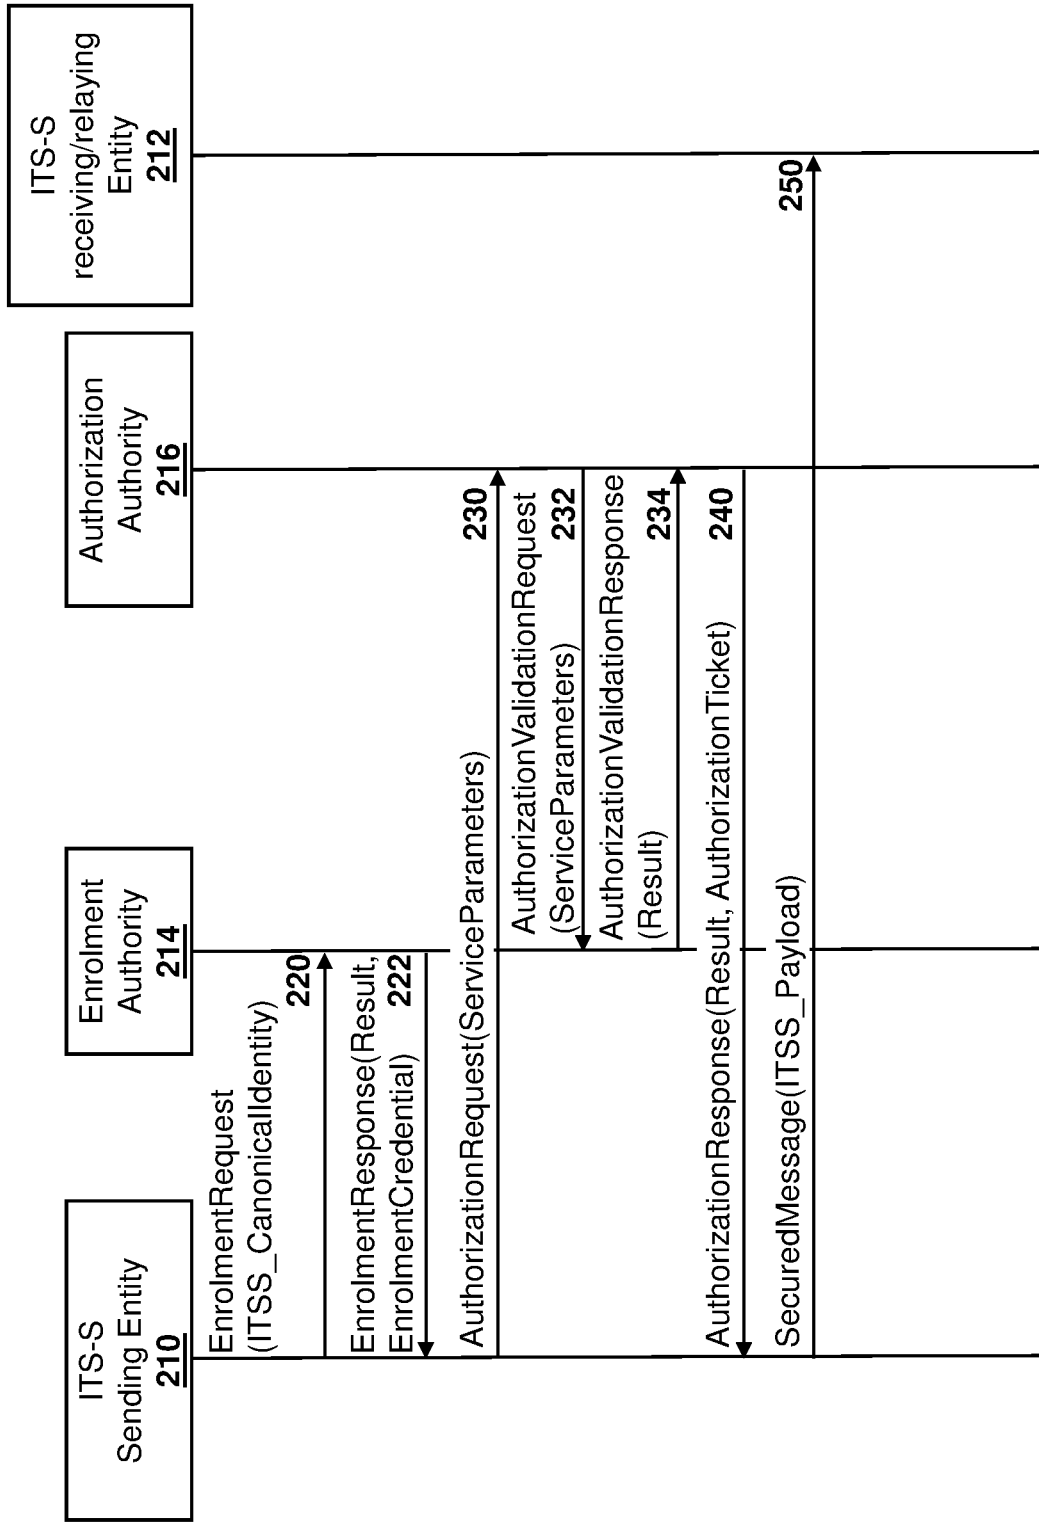 ITS-S
Sending Entity
210
Enrolment
Authority
214
Authorization
Authority
216
ITS-S
receiving/relaying
Entity
212
EnrolmentRequest
(ITSS_CanonicalIdentity)
220
EnrolmentResponse(Result,
EnrolmentCredential)
222
AuthorizationRequest(ServiceParameters)
230
AuthorizationValidationRequest
(ServiceParameters)
232
AuthorizationValidationResponse
(Result)
234
AuthorizationResponse(Result, AuthorizationTicket)
240
SecuredMessage(ITSS_Payload)
250